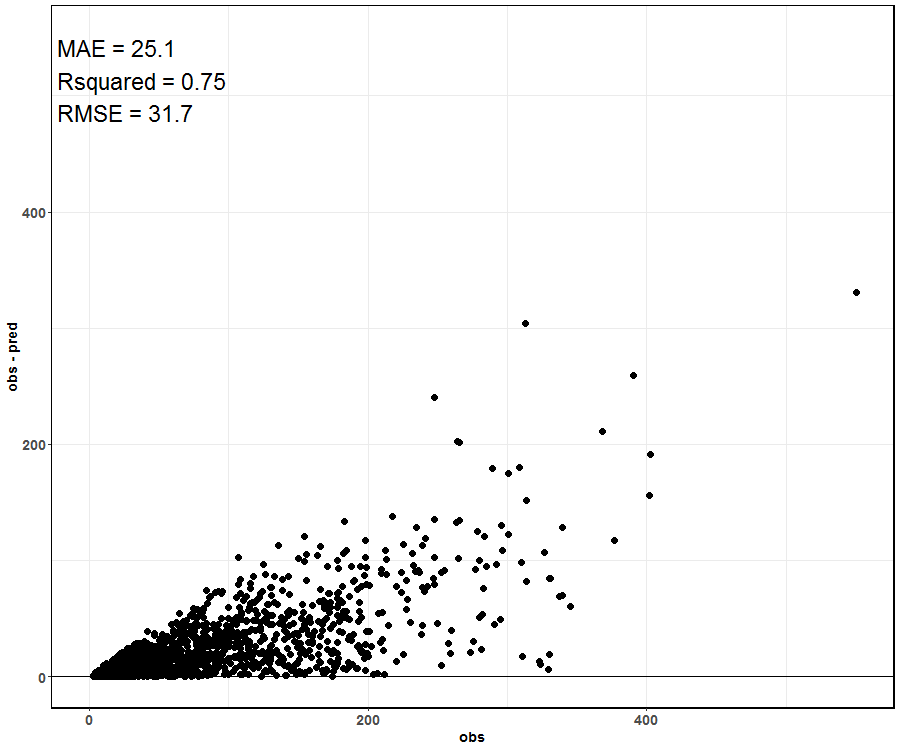 MAE = 25.1
Rsquared = 0.75
RMSE = 31.7
400
200
0
obs - pred
0 200 400
obs